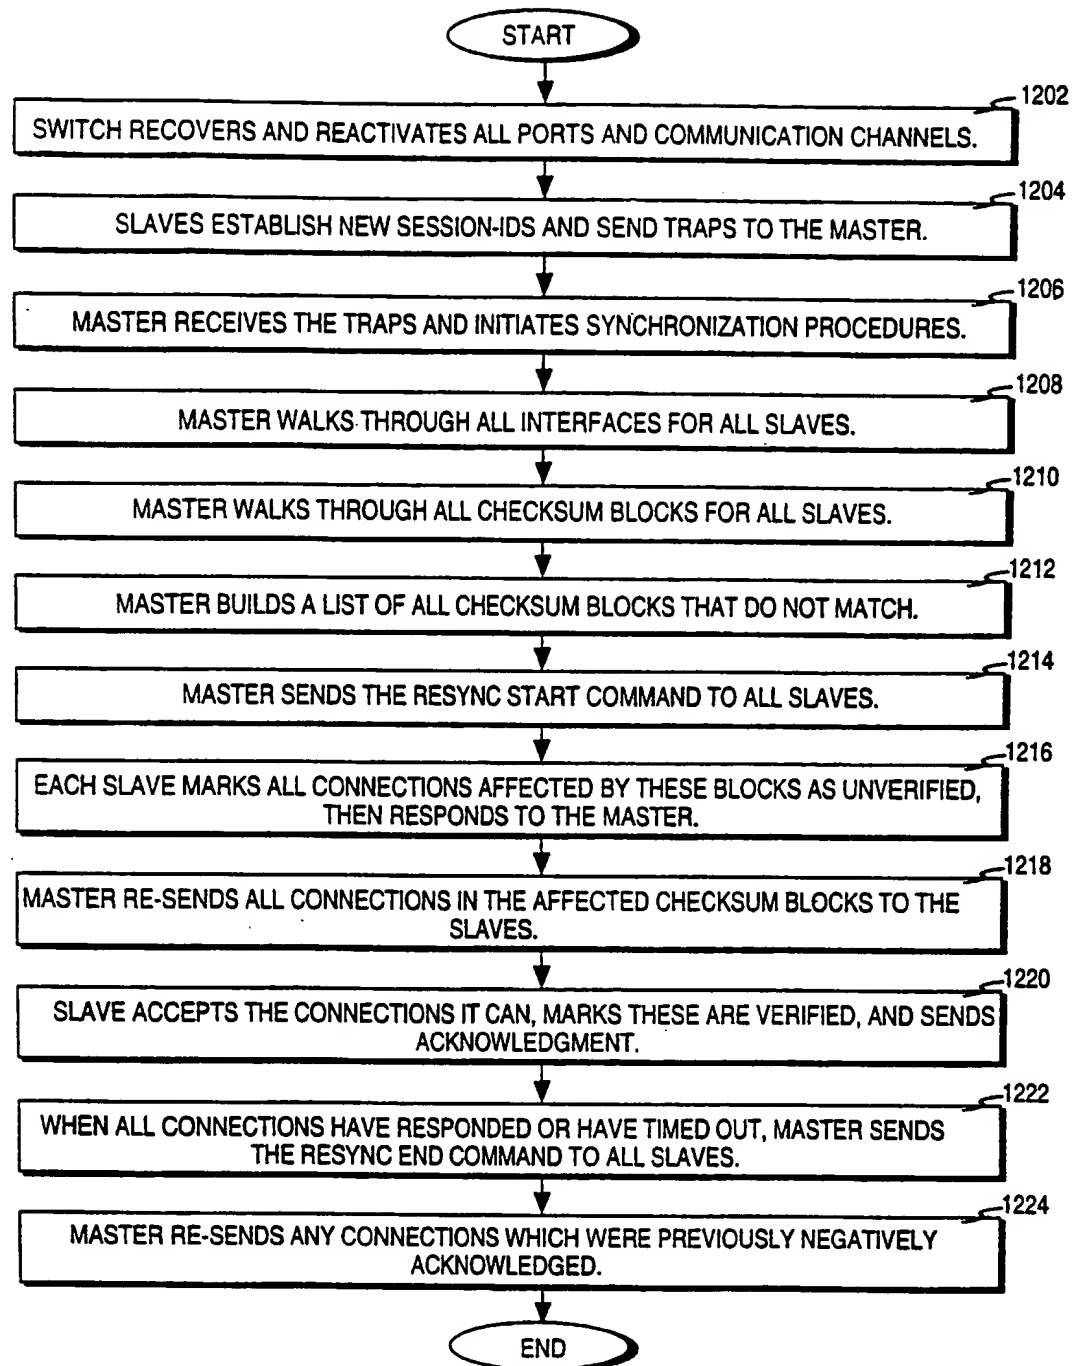 START
1202
SWITCH RECOVERS AND REACTIVATES ALL PORTS AND COMMUNICATION CHANNELS.
1204
SLAVES ESTABLISH NEW SESSION-IDS AND SEND TRAPS TO THE MASTER.
1206
MASTER RECEIVES THE TRAPS AND INITIATES SYNCHRONIZATION PROCEDURES.
1208
MASTER WALKS THROUGH ALL INTERFACES FOR ALL SLAVES.
1210
MASTER WALKS THROUGH ALL CHECKSUM BLOCKS FOR ALL SLAVES.
1212
MASTER BUILDS A LIST OF ALL CHECKSUM BLOCKS THAT DO NOT MATCH.
1214
MASTER SENDS THE RESYNC START COMMAND TO ALL SLAVES.
1216
EACH SLAVE MARKS ALL CONNECTIONS AFFECTED BY THESE BLOCKS AS UNVERIFIED,
THEN RESPONDS TO THE MASTER.
1218
MASTER RE-SENDS ALL CONNECTIONS IN THE AFFECTED CHECKSUM BLOCKS TO THE
SLAVES.
1220
SLAVE ACCEPTS THE CONNECTIONS IT CAN, MARKS THESE ARE VERIFIED, AND SENDS
ACKNOWLEDGMENT.
1222
WHEN ALL CONNECTIONS HAVE RESPONDED OR HAVE TIMED OUT, MASTER SENDS
THE RESYNC END COMMAND TO ALL SLAVES.
1224
MASTER RE-SENDS ANY CONNECTIONS WHICH WERE PREVIOUSLY NEGATIVELY
ACKNOWLEDGED.
END